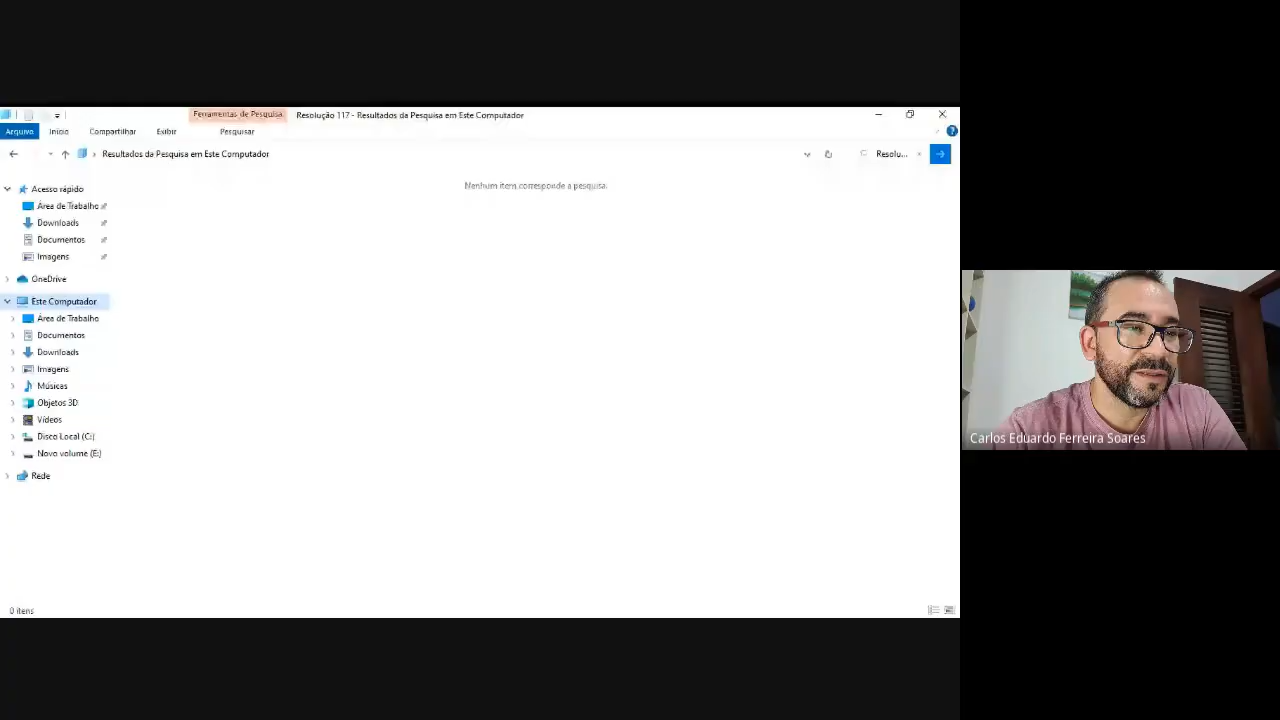 Ferramentas de Pesquisa
Resolução 117 - Resultados da Pesquisa em Este Computador
Arquivo Início Compartilhar Exibir Pesquisar
Resultados da Pesquisa em Este Computador
Resolu...
Nenhum item corresponde a pesquisa.
Acesso rápido
Área de Trabalho
Downloads
Documentos
Imagens
OneDrive
Este Computador
Área de Trabalho
Documentos
Downloads
Imagens
Músicas
Objetos 3D
Vídeos
Disco Local (C:)
Novo volume (E:)
Rede
0 itens
Carlos Eduardo Ferreira Soares